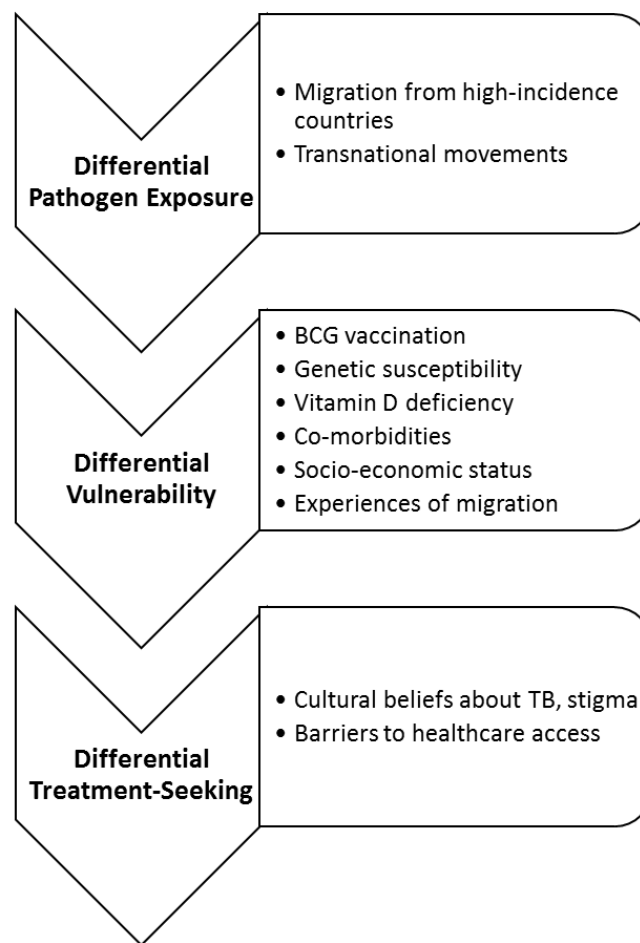 Differential
Pathogen Exposure
• Migration from high-incidence
countries
• Transnational movements
Differential
Vulnerability
• BCG vaccination
• Genetic susceptibility
• Vitamin D deficiency
• Co-morbidities
• Socio-economic status
• Experiences of migration
Differential
Treatment-Seeking
• Cultural beliefs about TB, stigma
• Barriers to healthcare access